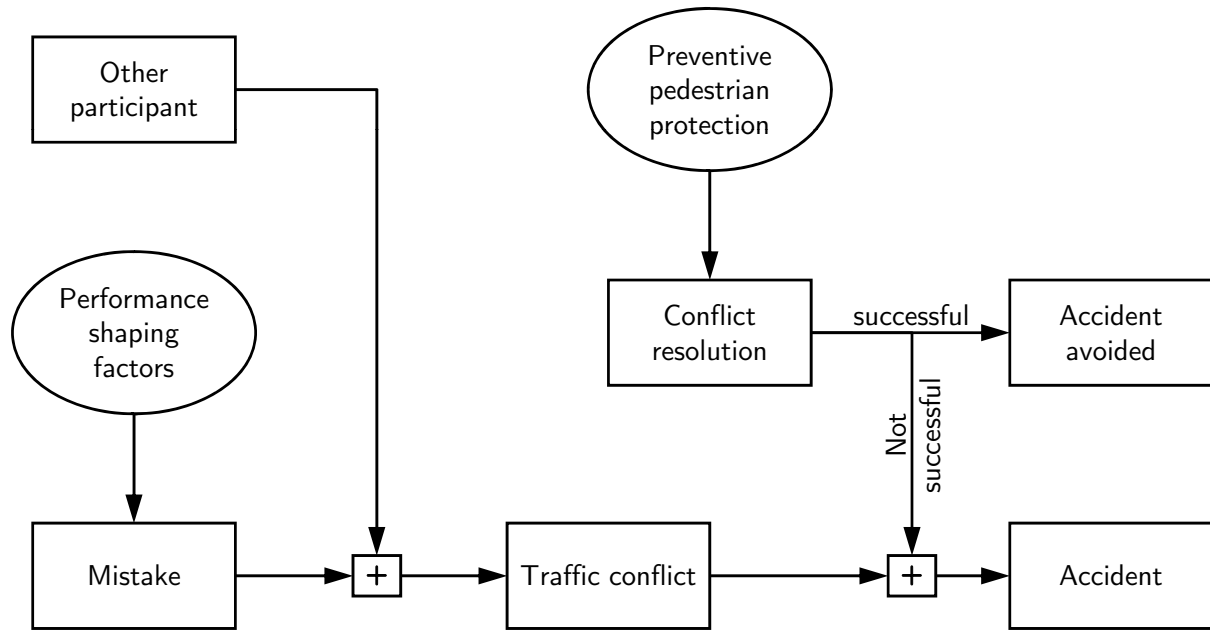 Other
participant
Preventive
pedestrian
protection
Performance
shaping
factors
Conflict
resolution
successful
Accident
avoided
Not
successful
Mistake
+
Traffic conflict
+
Accident